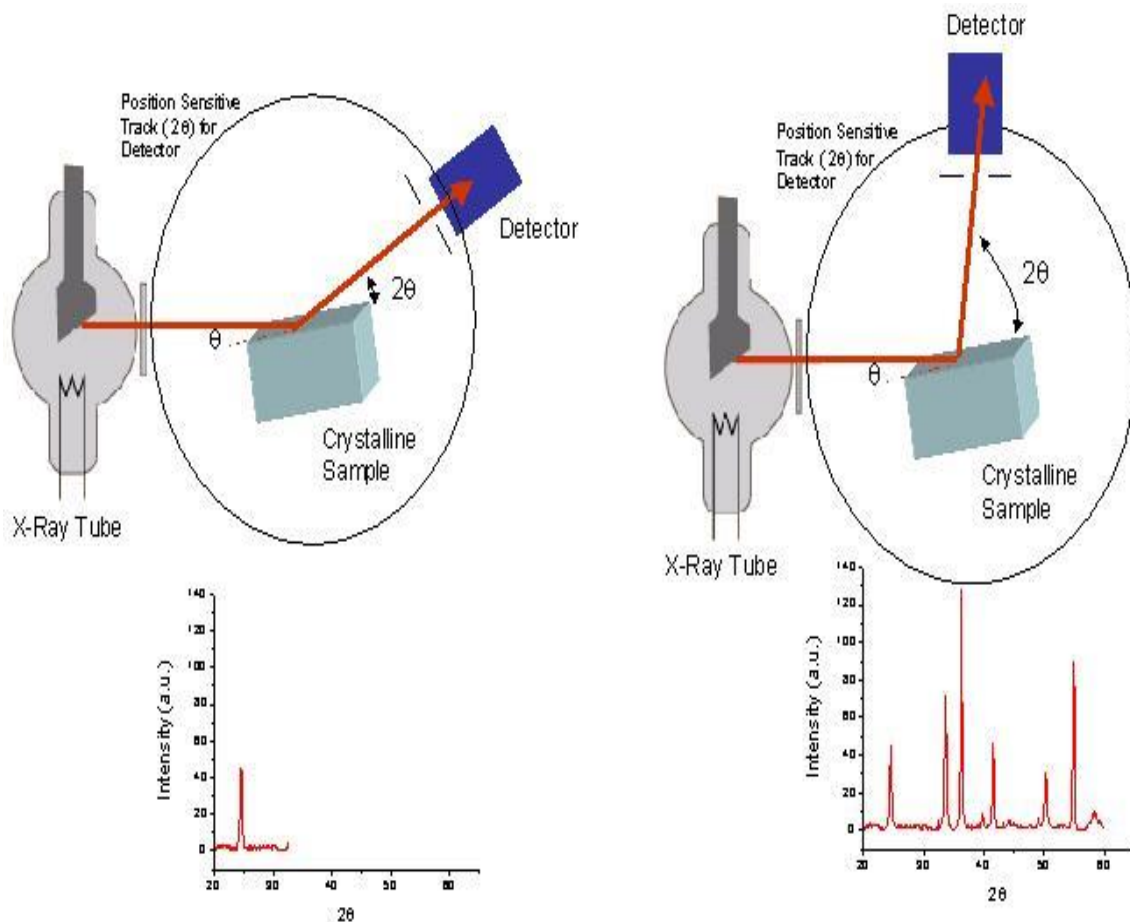 Position Sensitive
Track (2θ) for
Detector
Detector
2θ
θ
Crystalline
Sample
X-Ray Tube
140
120
100
80
60
40
20
0
Intensity (a.u.)
20
30
40
50
60
2θ
Detector
Position Sensitive
Track (2θ) for
Detector
2θ
θ
Crystalline
Sample
X-Ray Tube
140
120
100
80
60
40
20
0
Intensity (a.u.)
20
30
40
50
60
2θ